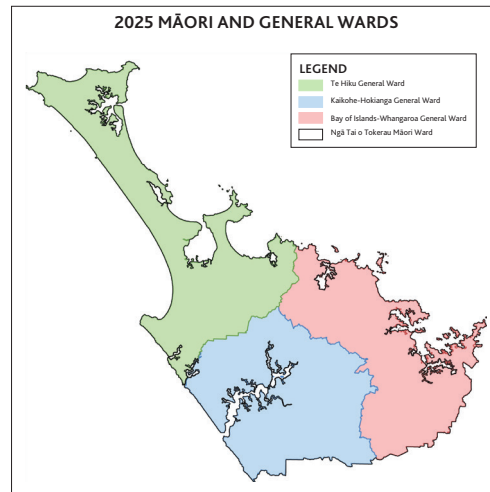 2025 MĀORI AND GENERAL WARDS
LEGEND
Te Hiku General Ward
Kaikohe-Hokianga General Ward
Bay of Islands-Whangaroa General Ward
Ngā Tai o Tokerau Māori Ward